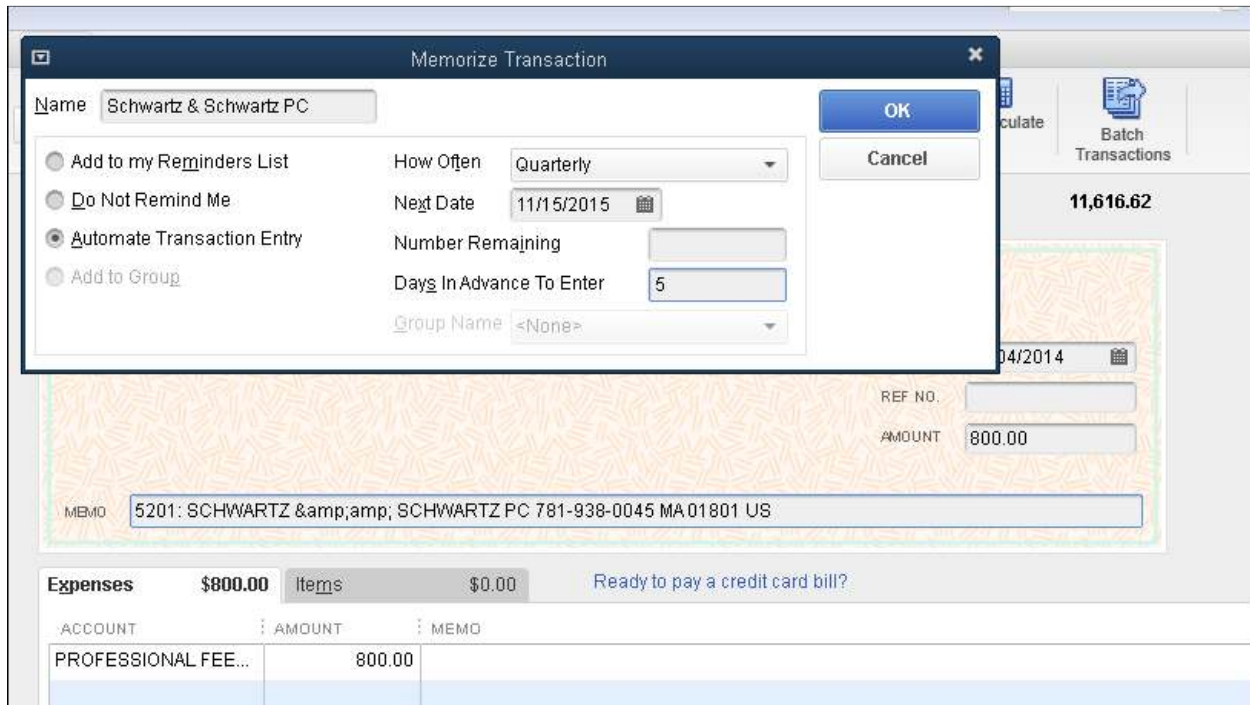 Memorize Transaction
Name Schwartz & Schwartz PC
OK
Cancel
Add to my Reminders List
Do Not Remind Me
Automate Transaction Entry
Add to Group
How Often Quarterly
Next Date 11/15/2015
Number Remaining
Days In Advance To Enter 5
Group Name <None>
culate
Batch
Transactions
11,616.62
04/2014
REF NO.
AMOUNT 800.00
MEMO 5201: SCHWARTZ &amp;amp; SCHWARTZ PC 781-938-0045 MA 01801 US
Expenses $800.00 Items $0.00 Ready to pay a credit card bill?
ACCOUNT AMOUNT MEMO
PROFESSIONAL FEE... 800.00